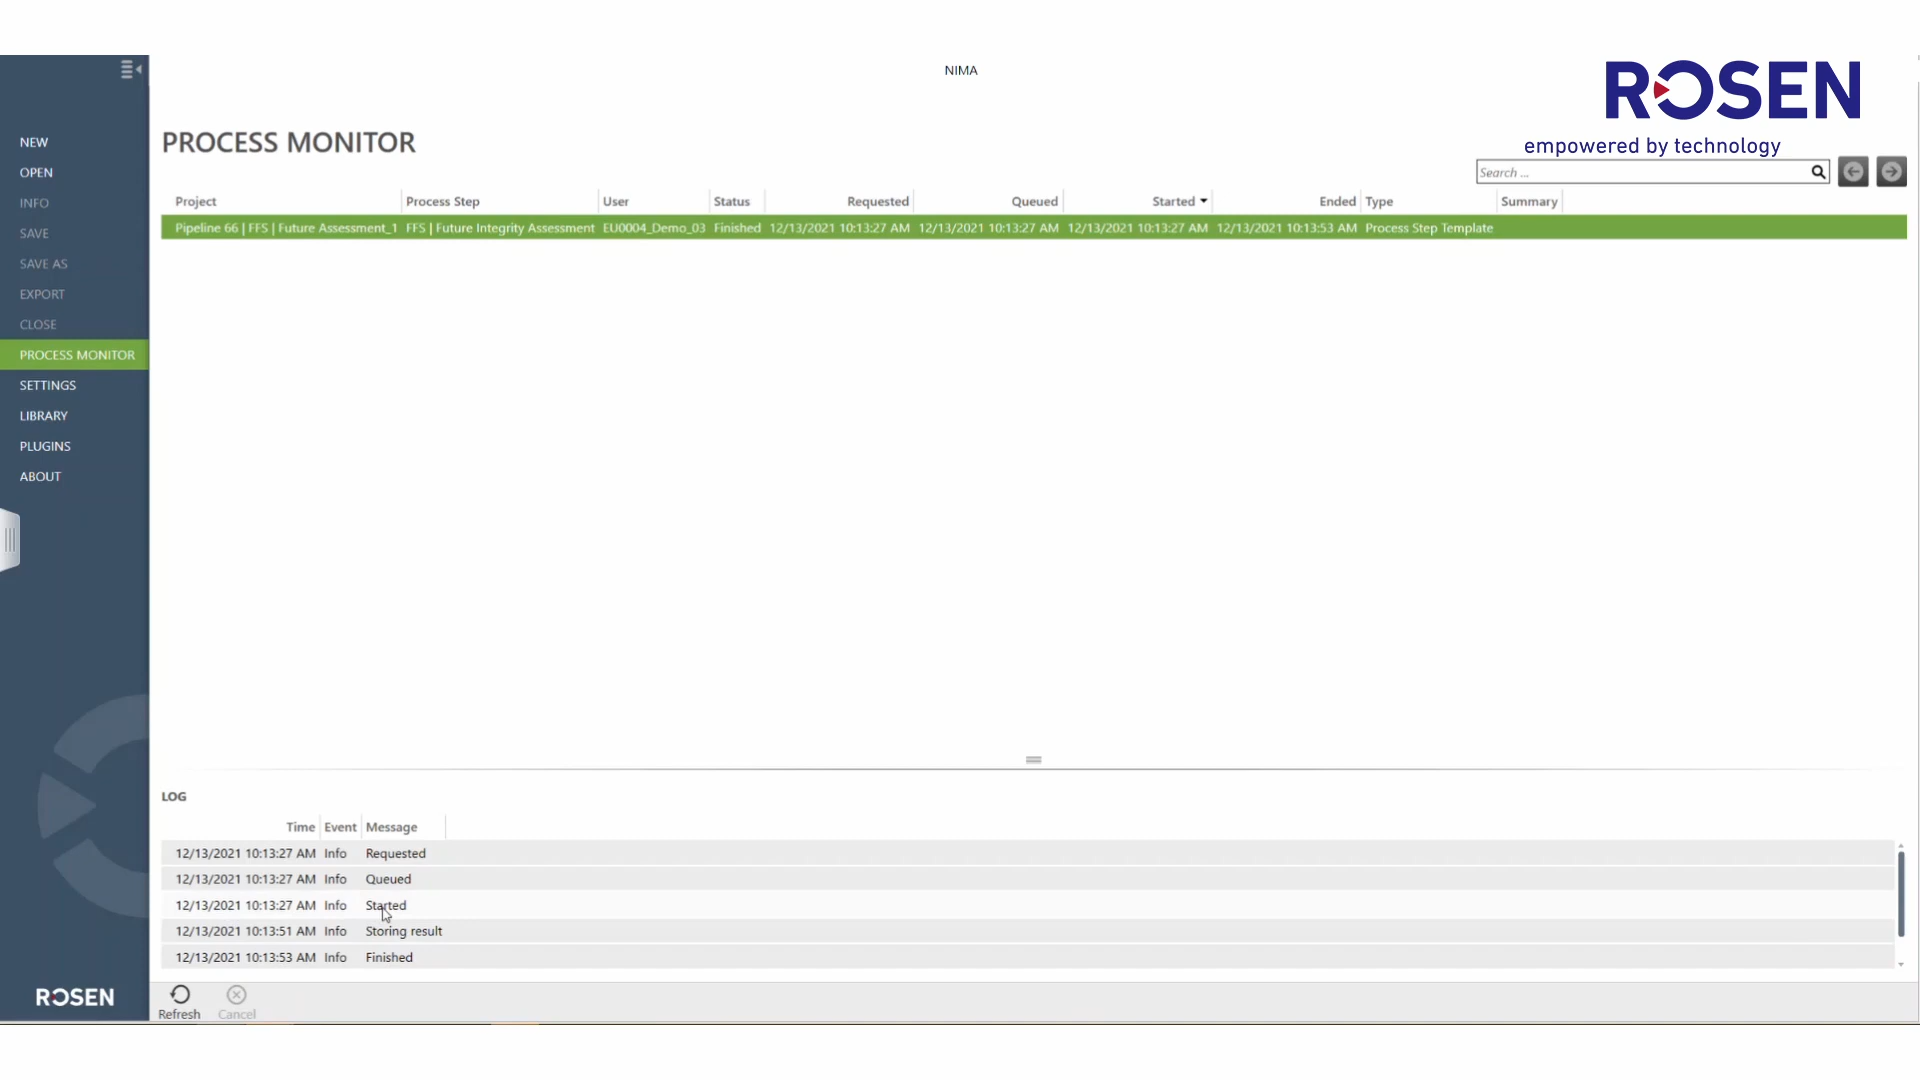 NIMA
ROSEN
empowered by technology
NEW
OPEN
INFO
SAVE
SAVE AS
EXPORT
CLOSE
PROCESS MONITOR
SETTINGS
LIBRARY
PLUGINS
ABOUT
ROSEN
PROCESS MONITOR
Search ...
Project Process Step User Status Requested Queued Started Ended Type Summary
Pipeline 66 | FFS | Future Assessment_1 FFS | Future Integrity Assessment EU0004_Demo_03 Finished 12/13/2021 10:13:27 AM 12/13/2021 10:13:27 AM 12/13/2021 10:13:27 AM 12/13/2021 10:13:53 AM Process Step Template
LOG
Time Event Message
12/13/2021 10:13:27 AM Info Requested
12/13/2021 10:13:27 AM Info Queued
12/13/2021 10:13:27 AM Info Started
12/13/2021 10:13:51 AM Info Storing result
12/13/2021 10:13:53 AM Info Finished
Refresh Cancel